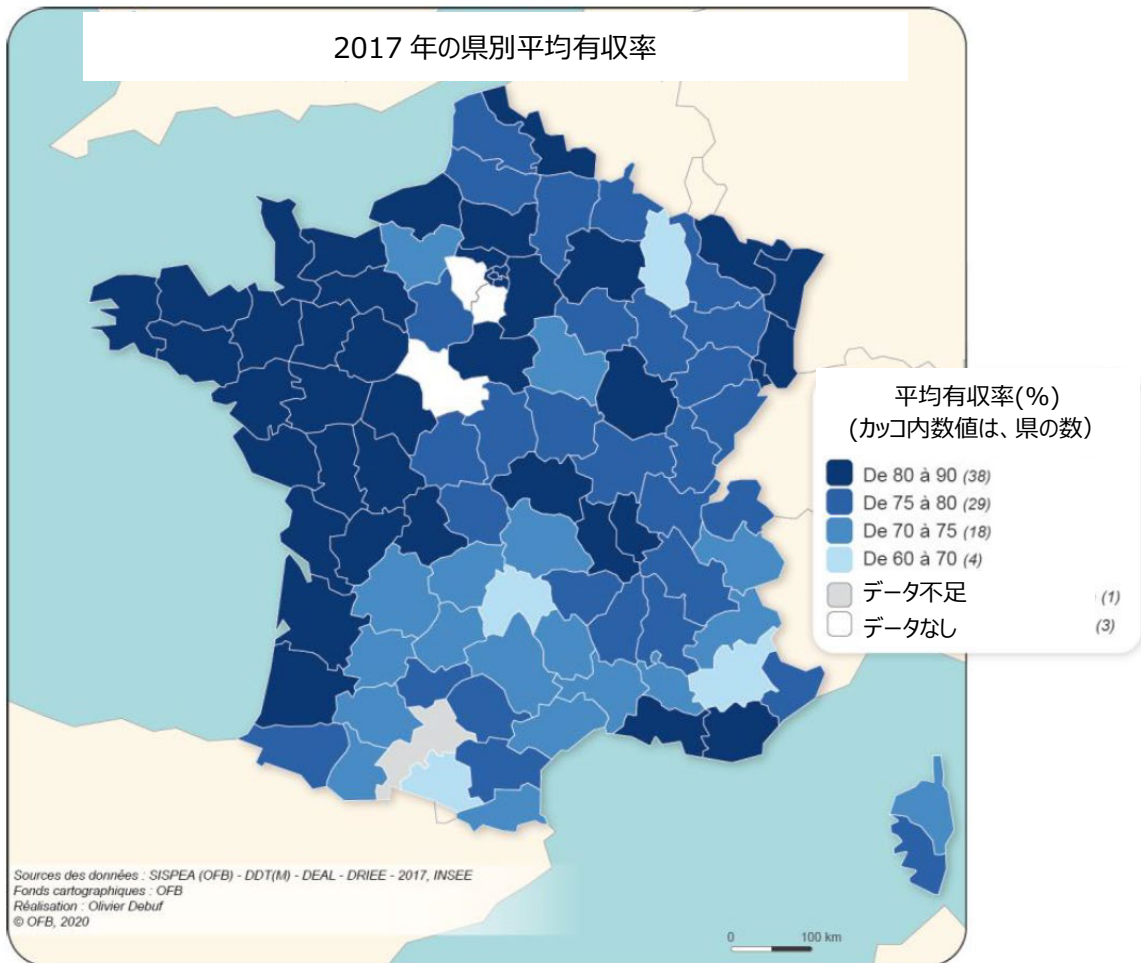 2017 年の県別平均有収率
平均有収率(%)
(カッコ内数値は、県の数)
De 80 à 90 (38)
De 75 à 80 (29)
De 70 à 75 (18)
De 60 à 70 (4)
データ不足 (1)
データなし (3)
Sources des données : SISPEA (OFB) - DDT(M) - DEAL - DRIEE - 2017, INSEE
Fonds cartographiques : OFB
Réalisation : Olivier Debuf
© OFB, 2020
0 100 km